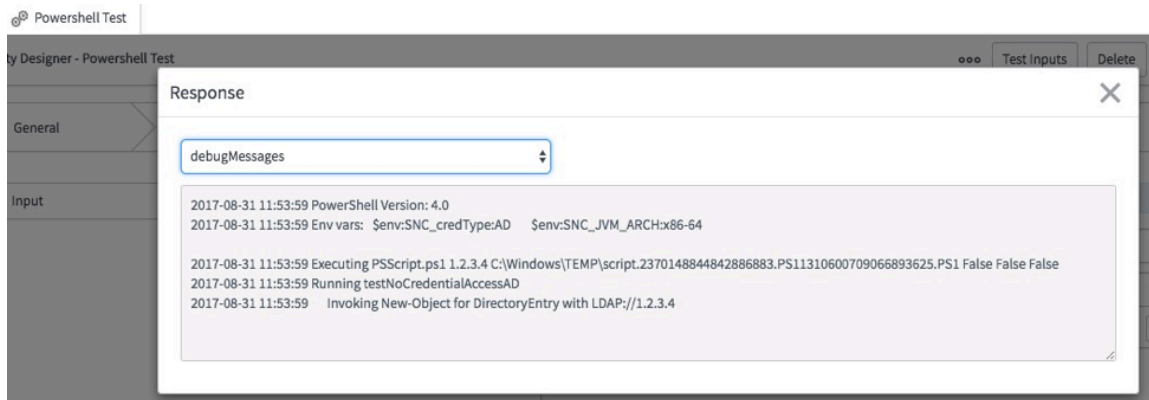 Powershell Test
ty Designer - Powershell Test
Test Inputs
Delete
Response
General
debugMessages
Input
2017-08-31 11:53:59 PowerShell Version: 4.0
2017-08-31 11:53:59 Env vars: $env:SNC_credType:AD $env:SNC_JVM_ARCH:x86-64
2017-08-31 11:53:59 Executing PSScript.ps1 1.2.3.4 C:\Windows\TEMP\script.2370148844842886883.PS11310600709066893625.PS1 False False False
2017-08-31 11:53:59 Running testNoCredentialAccessAD
2017-08-31 11:53:59 Invoking New-Object for DirectoryEntry with LDAP://1.2.3.4